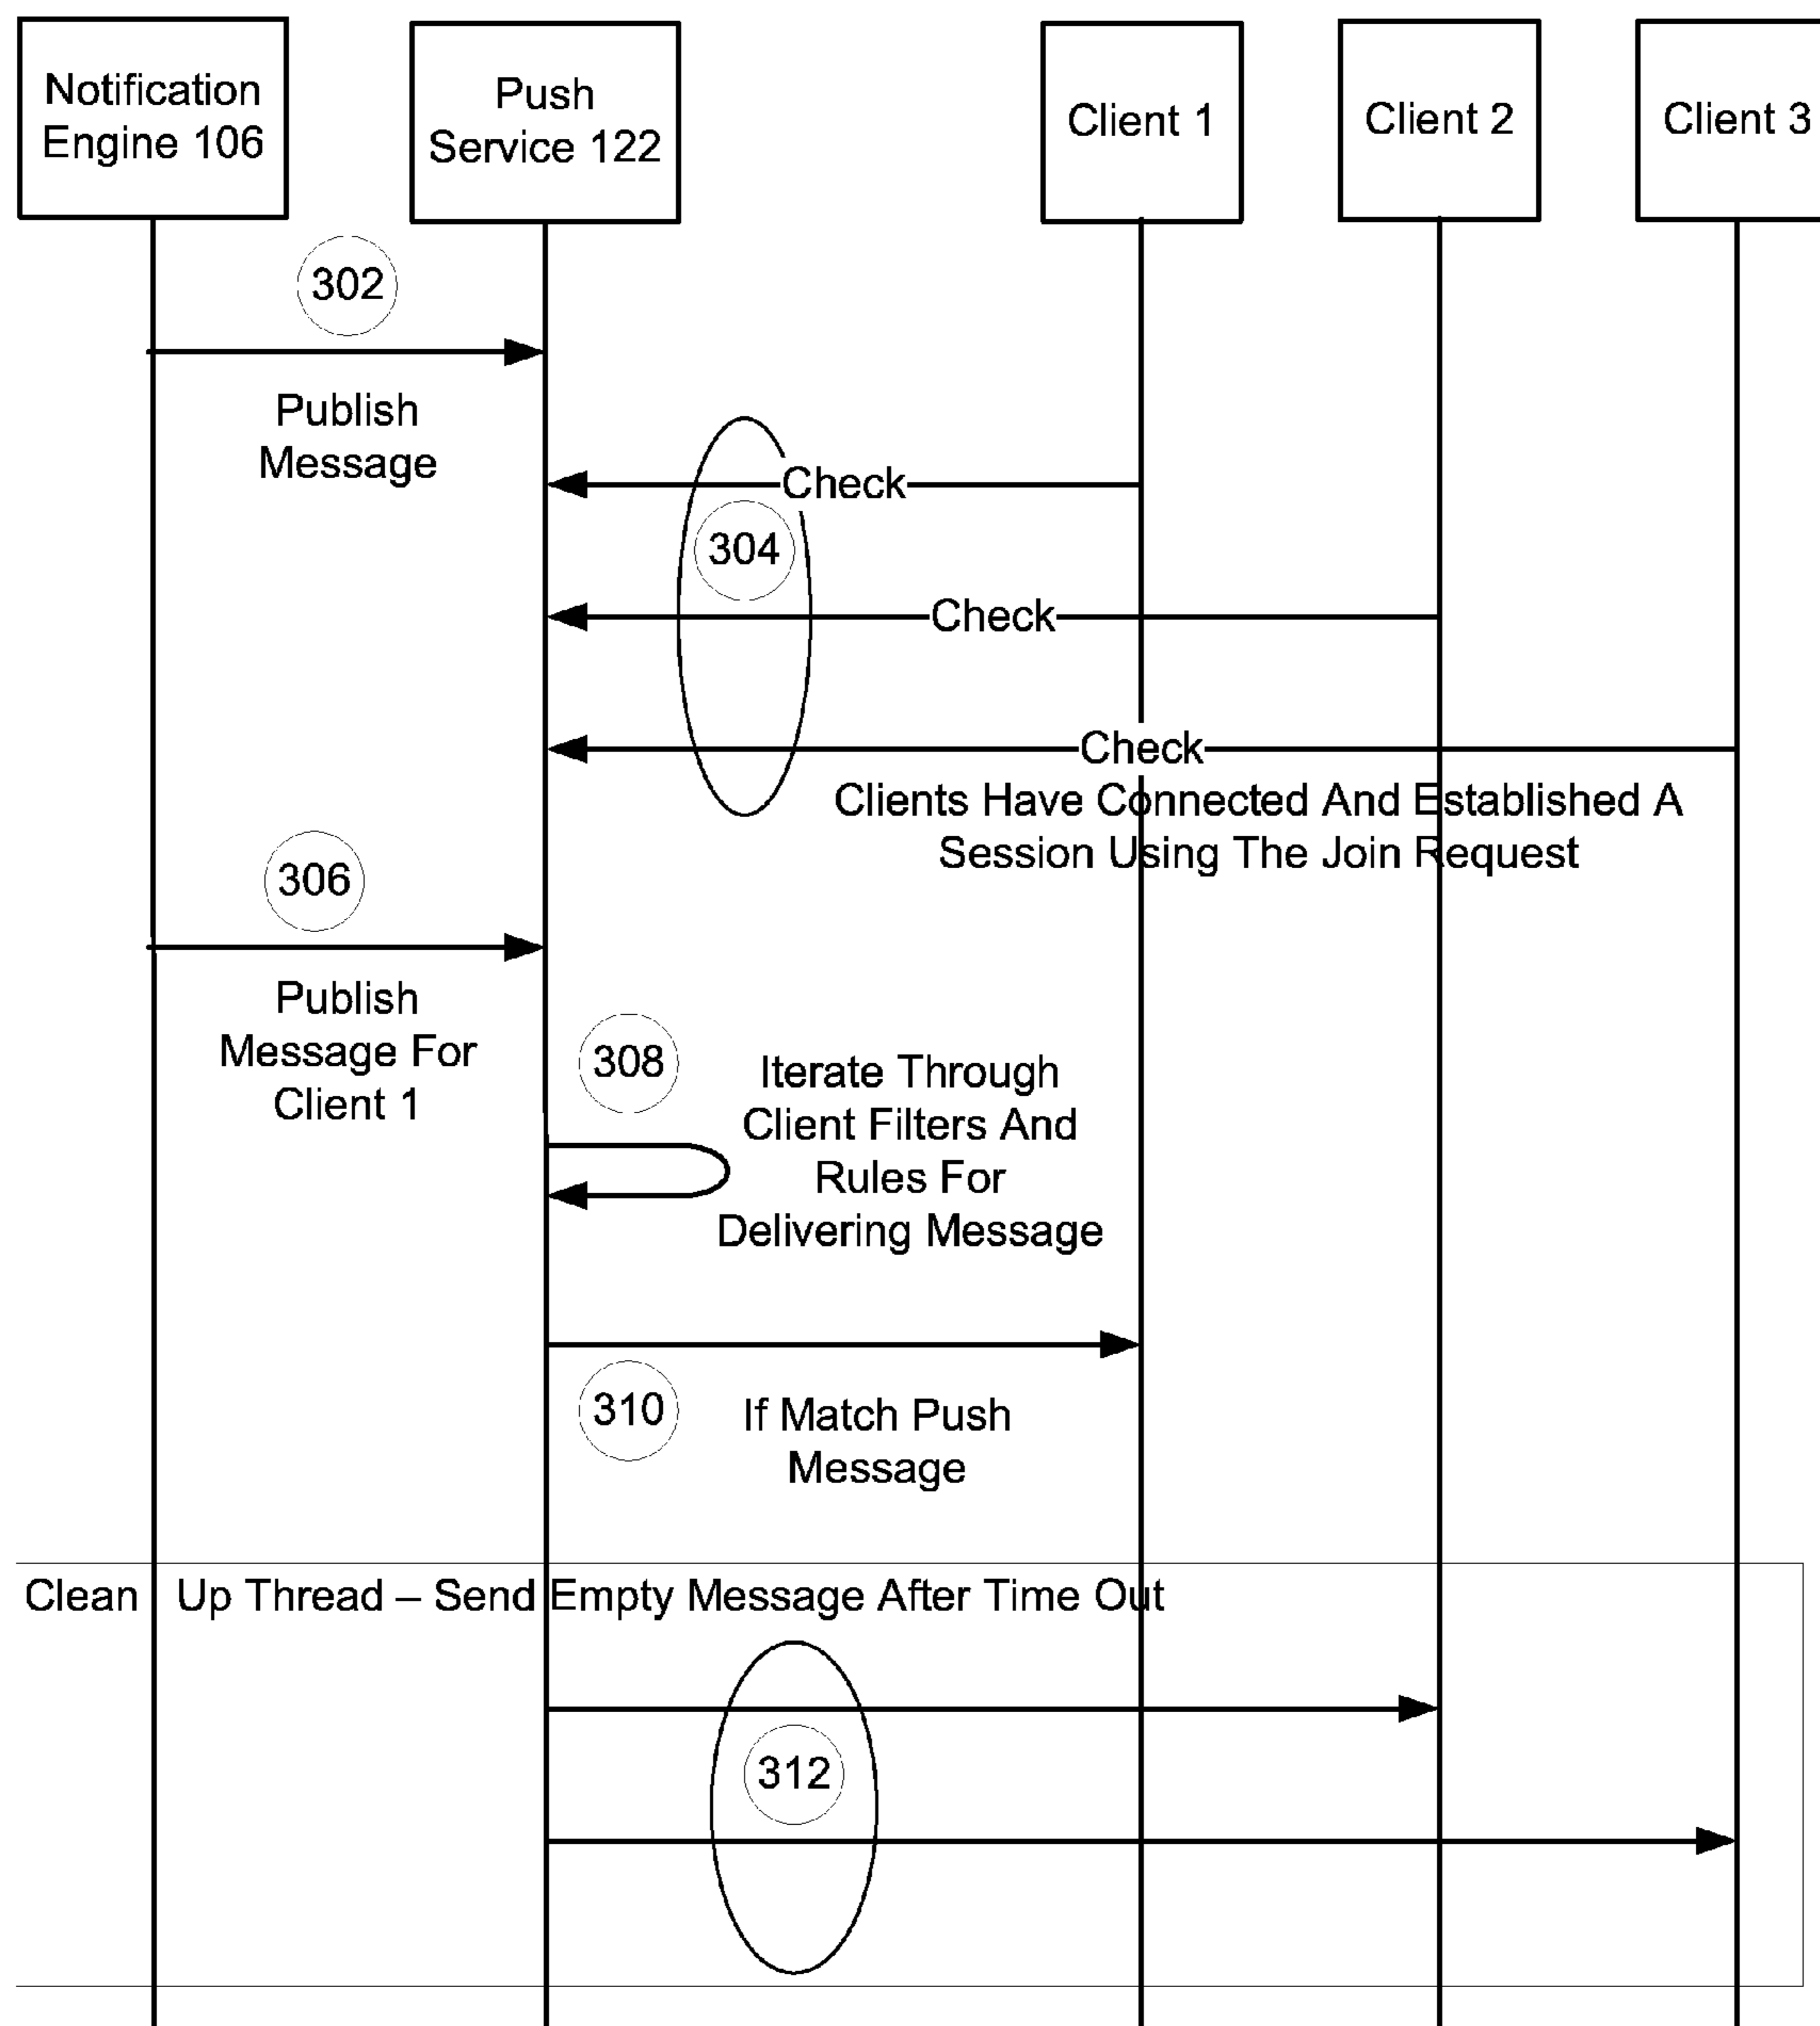 Notification
Engine 106
Push
Service 122
Client 1
Client 2
Client 3
302
Publish
Message
Check
304
Check
Check
Clients Have Connected And Established A
Session Using The Join Request
306
Publish
Message For
Client 1
308
Iterate Through
Client Filters And
Rules For
Delivering Message
310
If Match Push
Message
Clean Up Thread – Send Empty Message After Time Out
312